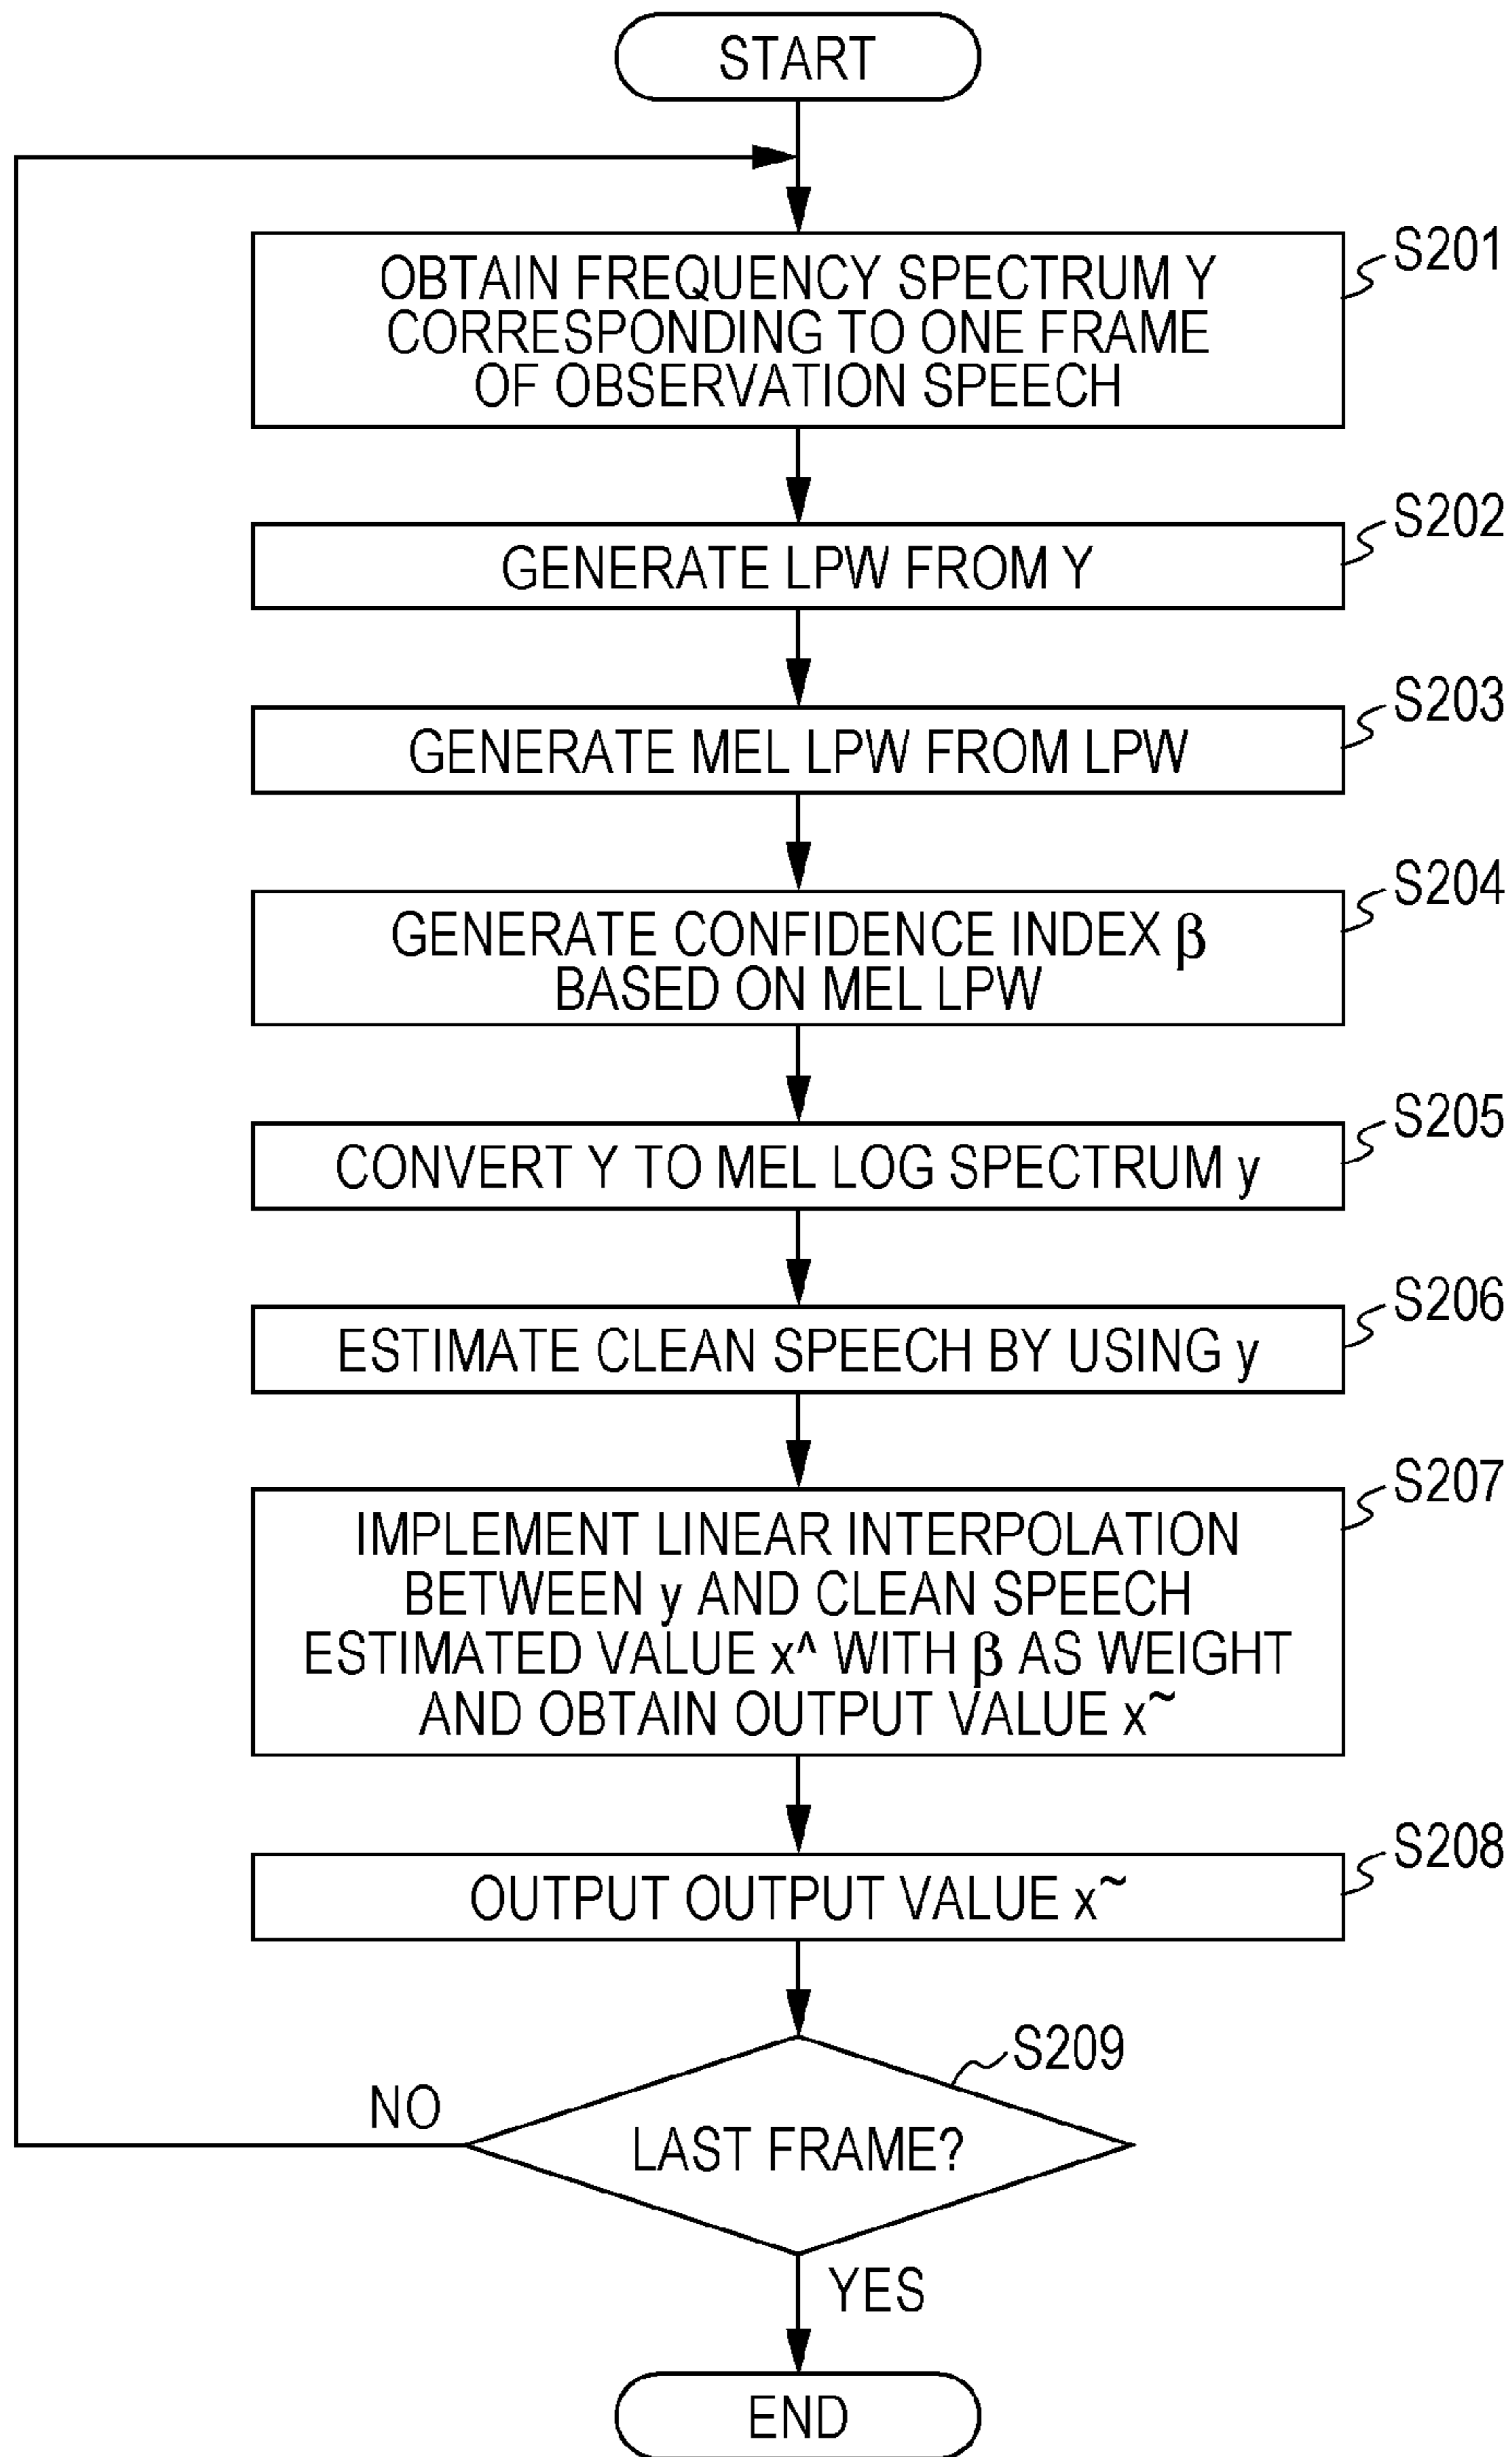 START
S201
OBTAIN FREQUENCY SPECTRUM Y
CORRESPONDING TO ONE FRAME
OF OBSERVATION SPEECH
S202
GENERATE LPW FROM Y
S203
GENERATE MEL LPW FROM LPW
S204
GENERATE CONFIDENCE INDEX β
BASED ON MEL LPW
S205
CONVERT Y TO MEL LOG SPECTRUM y
S206
ESTIMATE CLEAN SPEECH BY USING y
S207
IMPLEMENT LINEAR INTERPOLATION
BETWEEN y AND CLEAN SPEECH
ESTIMATED VALUE x^ WITH β AS WEIGHT
AND OBTAIN OUTPUT VALUE x~
S208
OUTPUT OUTPUT VALUE x~
S209
NO
LAST FRAME?
YES
END